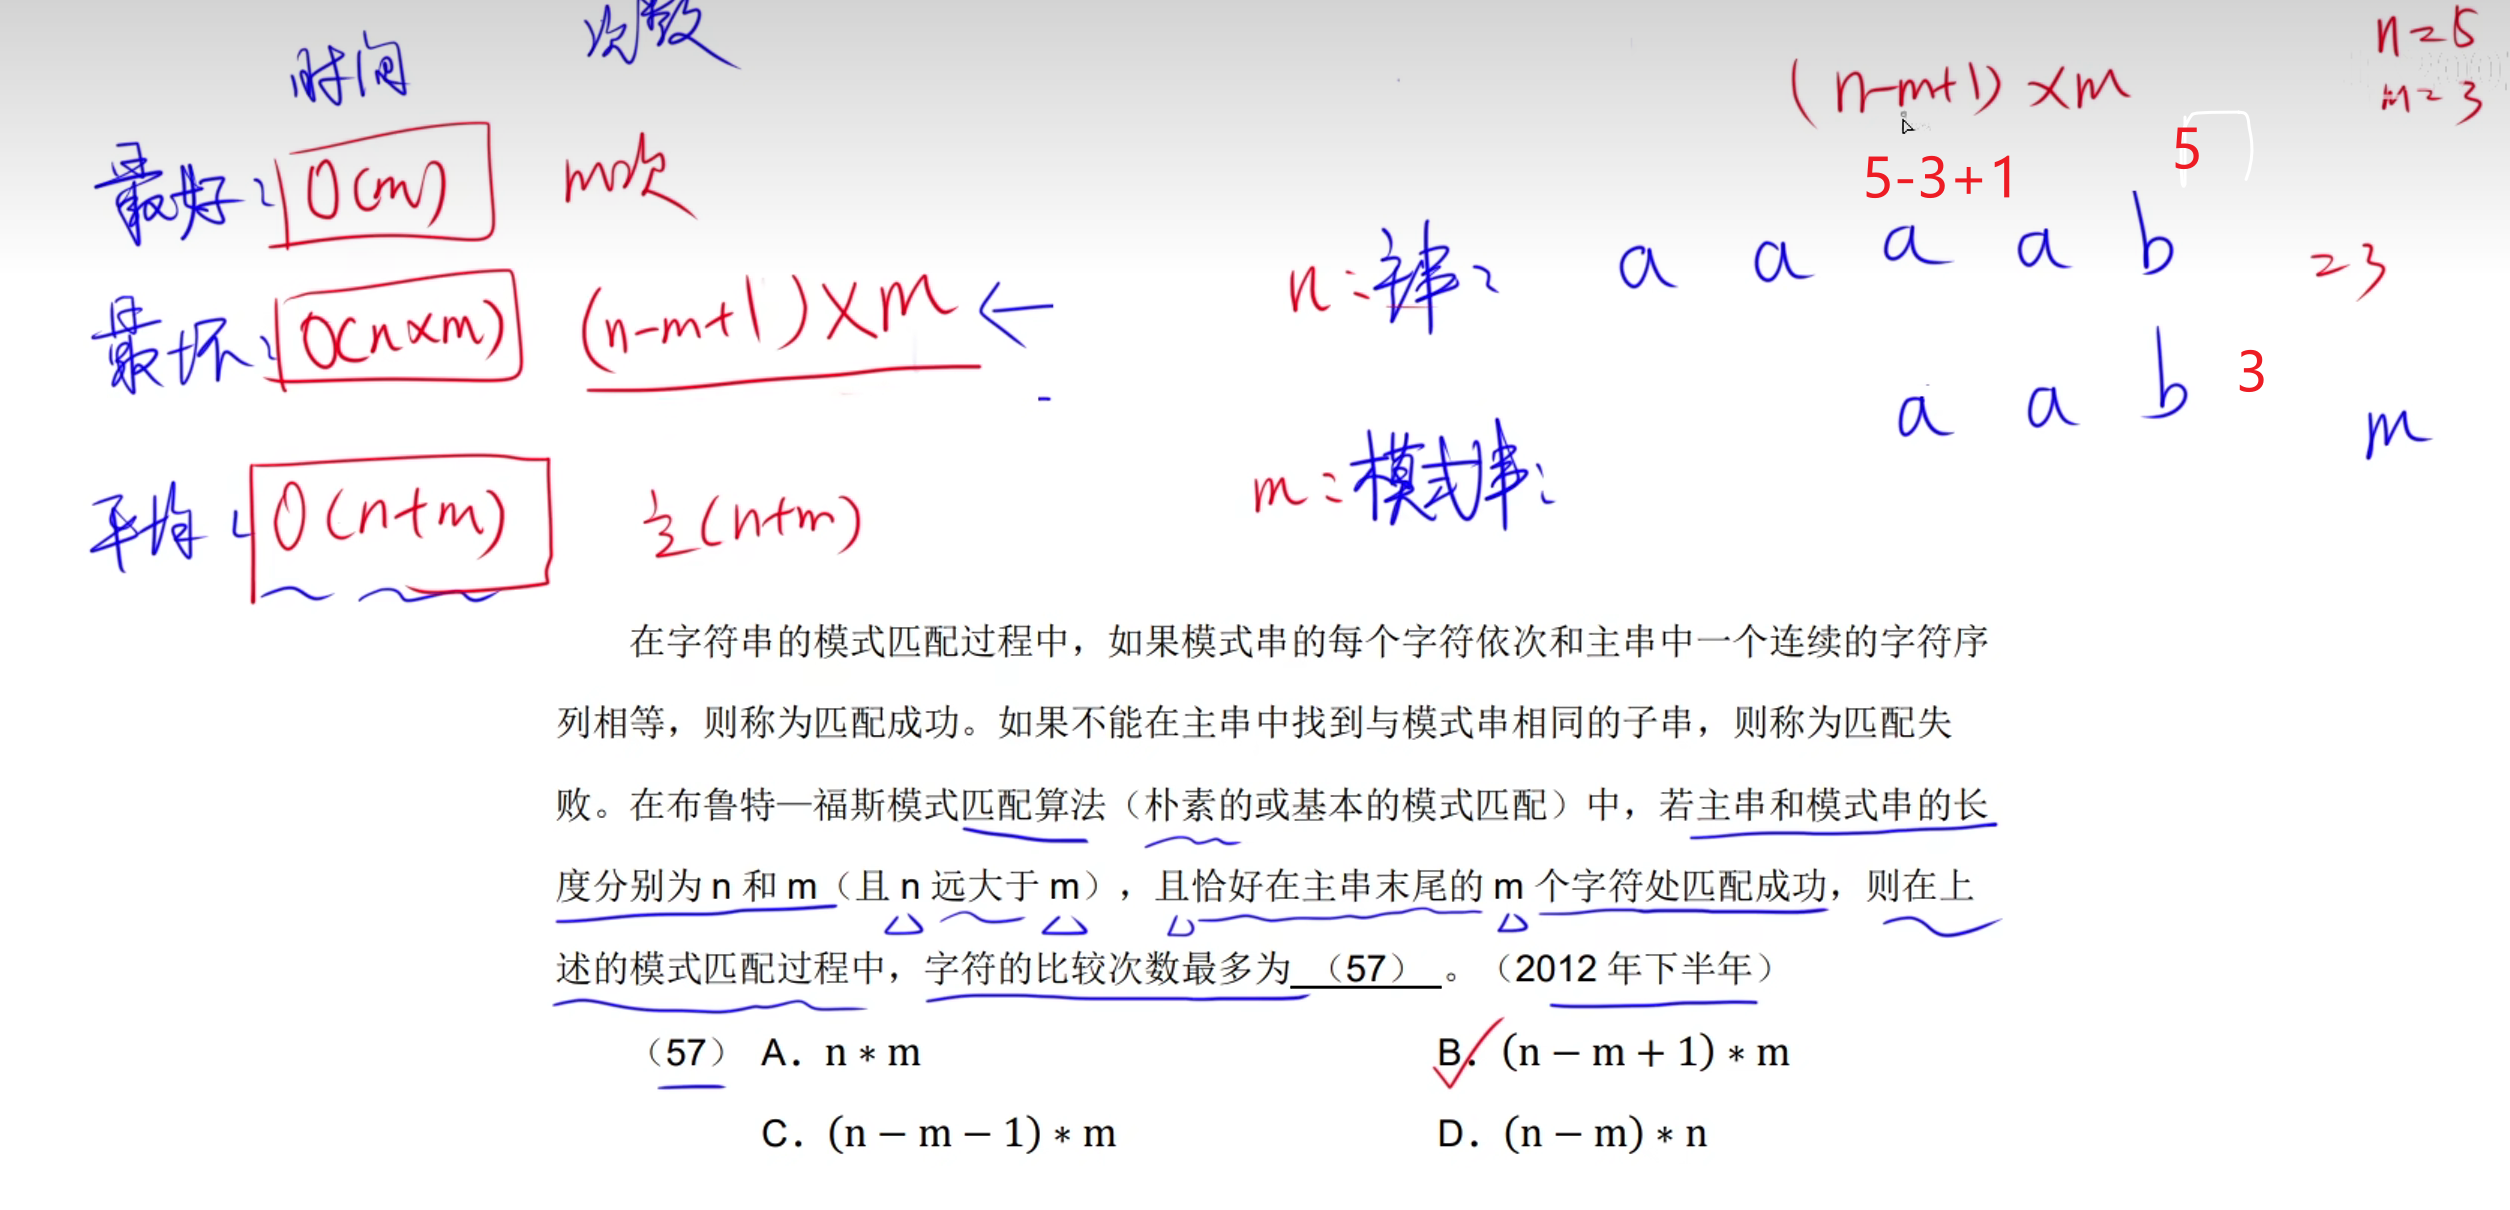 时间 次数
(n-m+1)×m n=5
m=3
最好: O(m) m次
5-3+1 5
n:主串: a a a a b =3
最坏: O(n×m) (n-m+1)×m ←
a a b 3
m
m:模式串:
平均: O(n+m) ½(n+m)
在字符串的模式匹配过程中，如果模式串的每个字符依次和主串中一个连续的字符序
列相等，则称为匹配成功。如果不能在主串中找到与模式串相同的子串，则称为匹配失
败。在布鲁特—福斯模式匹配算法（朴素的或基本的模式匹配）中，若主串和模式串的长
度分别为 n 和 m（且 n 远大于 m），且恰好在主串末尾的 m 个字符处匹配成功，则在上
述的模式匹配过程中，字符的比较次数最多为 （57） 。（2012 年下半年）
（57） A. n * m B. (n − m + 1) * m
C. (n − m − 1) * m D. (n − m) * n